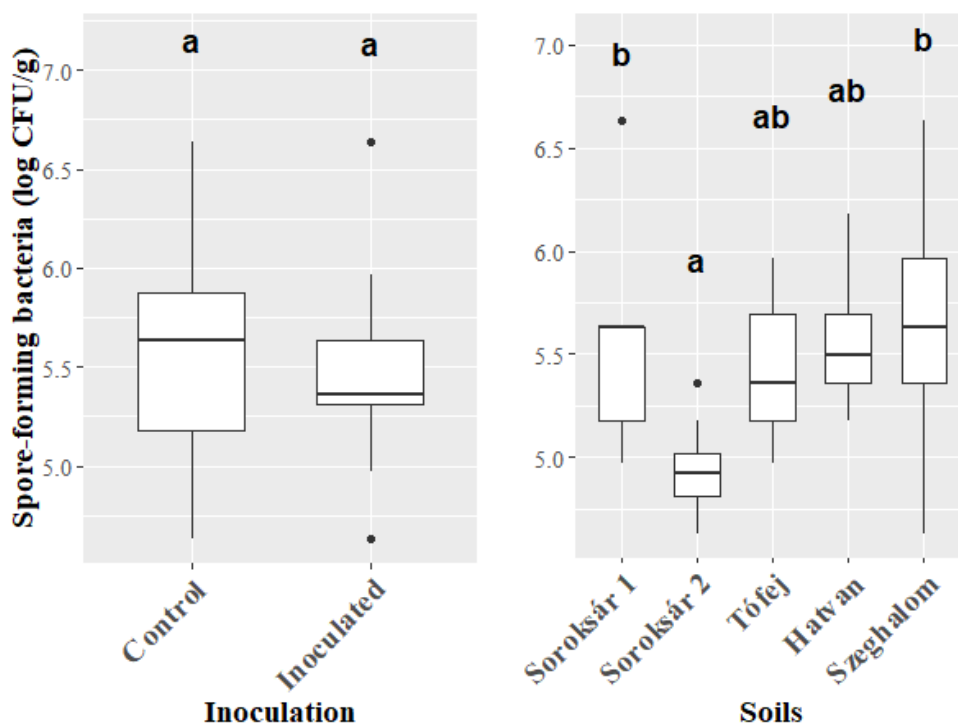 Spore-forming bacteria (log CFU/g)
7.0
6.5
6.0
5.5
5.0
a
a
Control
Inoculated
Inoculation
7.0
6.5
6.0
5.5
5.0
b
a
ab
ab
b
Soroksár 1
Soroksár 2
Tófej
Hatvan
Szeghalom
Soils